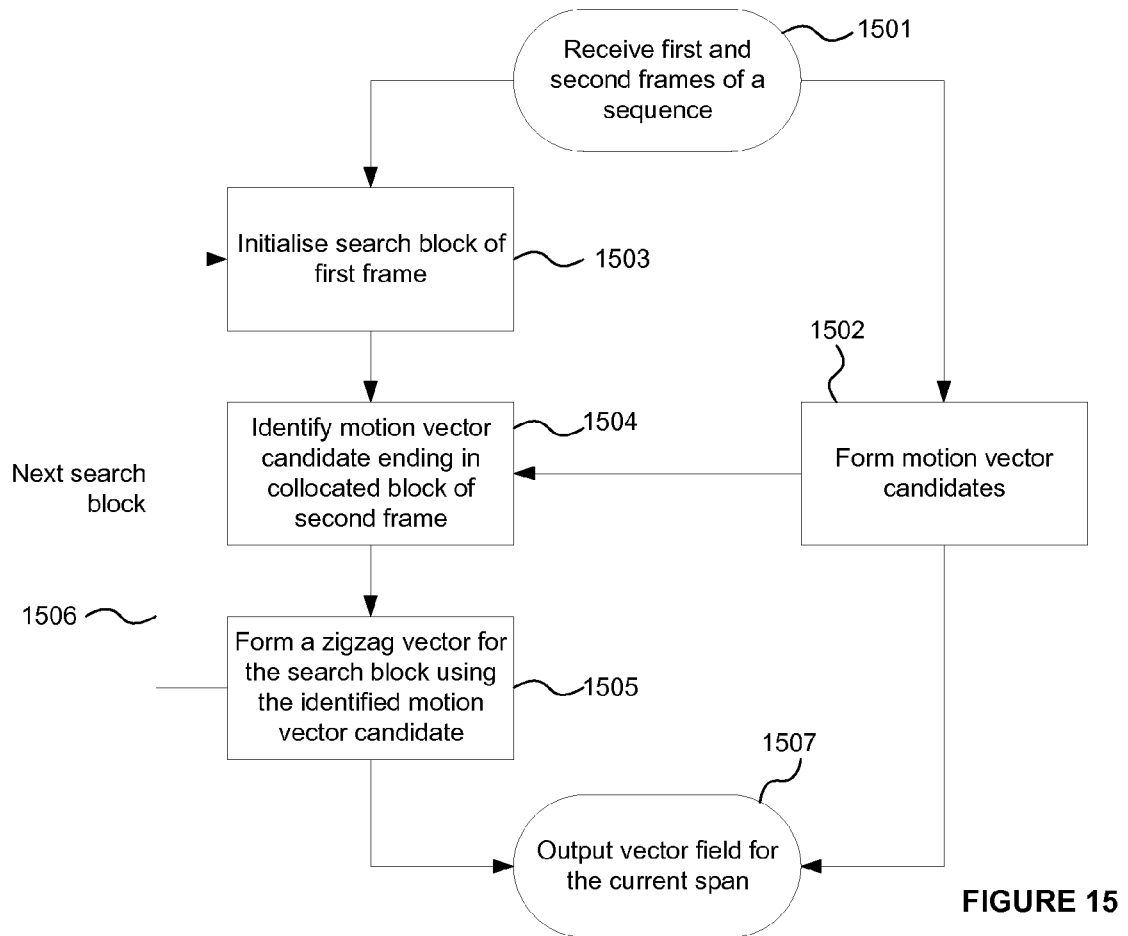 Receive first and
second frames of a
sequence
1501
Initialise search block of
first frame
1503
1502
Identify motion vector
candidate ending in
collocated block of
second frame
1504
Form motion vector
candidates
Next search
block
1506
Form a zigzag vector for
the search block using
the identified motion
vector candidate
1505
1507
Output vector field for
the current span
FIGURE 15